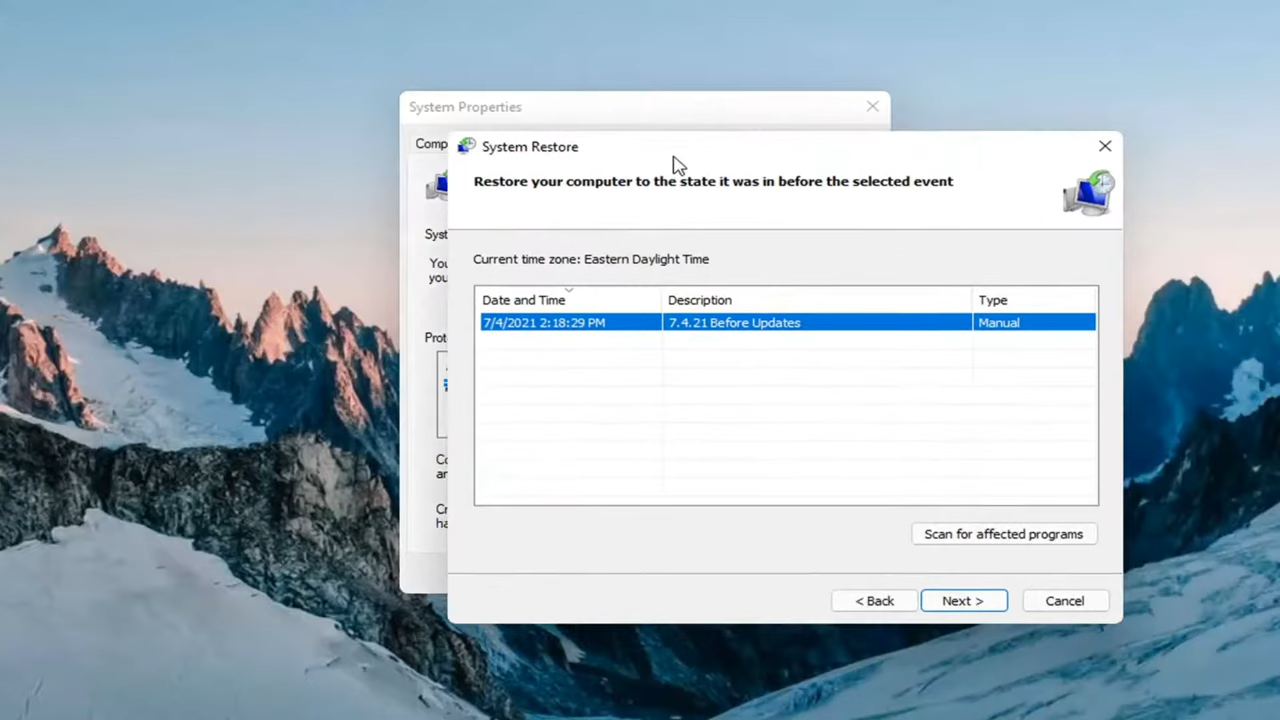 System Properties
Comp
System Restore
Restore your computer to the state it was in before the selected event
Syst
Current time zone: Eastern Daylight Time
You
you
Date and Time Description Type
7/4/2021 2:18:29 PM 7.4.21 Before Updates Manual
Prot
Co
an
Cr
ha
Scan for affected programs
< Back Next > Cancel